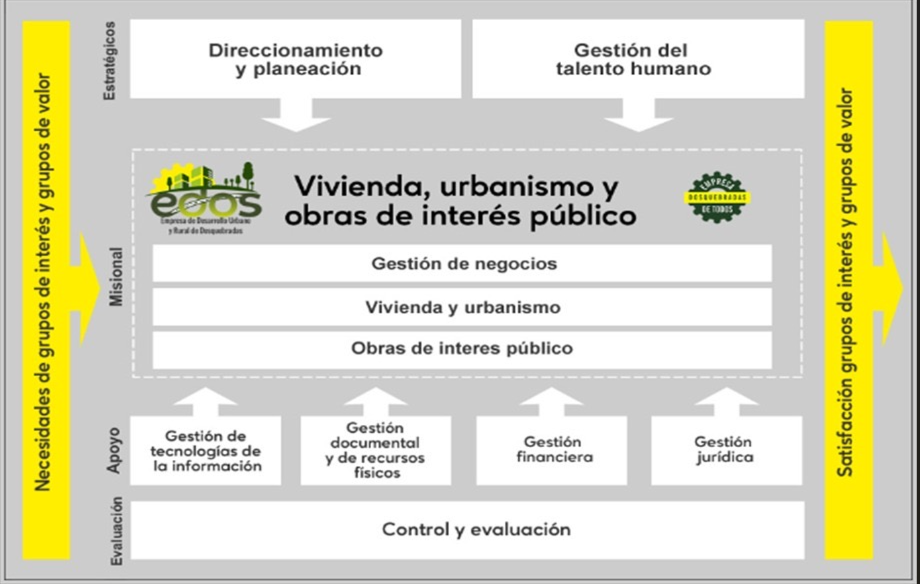 Necesidades de grupos de interés y grupos de valor
Estratégicos
Direccionamiento
y planeación
Gestión del
talento humano
Misional
edos
Empresa de Desarrollo Urbano
y Rural de Dosquebradas
Vivienda, urbanismo y
obras de interés público
EMPRESA
DOSQUEBRADAS
DE TODOS
Gestión de negocios
Vivienda y urbanismo
Obras de interes público
Apoyo
Gestión de
tecnologías de
la información
Gestión
documental
y de recursos
físicos
Gestión
financiera
Gestión
jurídica
Evaluación
Control y evaluación
Satisfacción grupos de interés y grupos de valor